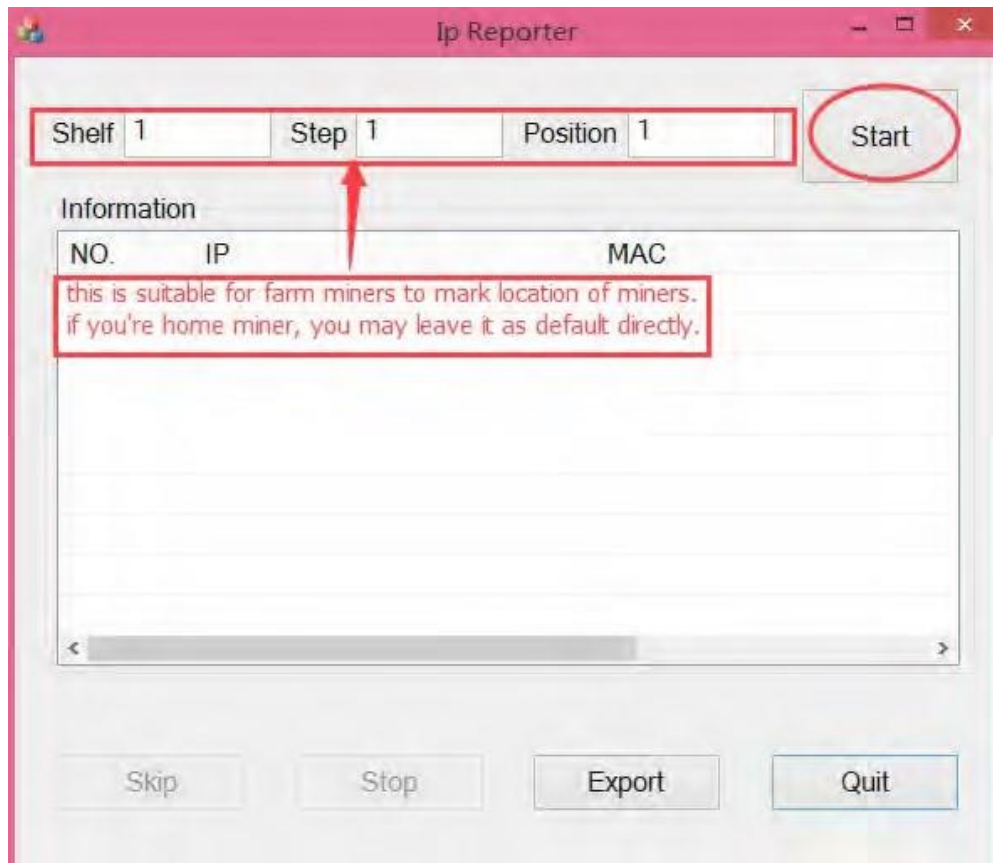 Ip Reporter
Shelf 1 Step 1 Position 1 Start
Information
NO. IP MAC
this is suitable for farm miners to mark location of miners.
if you're home miner, you may leave it as default directly.
Skip Stop Export Quit